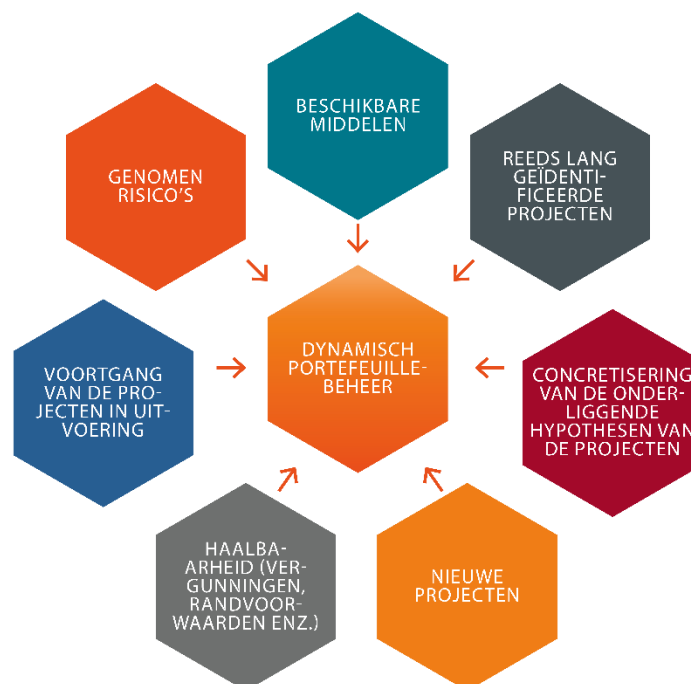 BESCHIKBARE
MIDDELEN
GENOMEN
RISICO'S
REEDS LANG
GEÏDENTI-
FICEERDE
PROJECTEN
DYNAMISCH
PORTEFEUILLE-
BEHEER
VOORTGANG
VAN DE PRO-
JECTEN IN UIT-
VOERING
CONCRETISERING
VAN DE ONDER-
LIGGENDE
HYPOTHESEN VAN
DE PROJECTEN
HAALBA-
ARHEID (VER-
GUNNINGEN,
RANDVOOR-
WAARDEN ENZ.)
NIEUWE
PROJECTEN